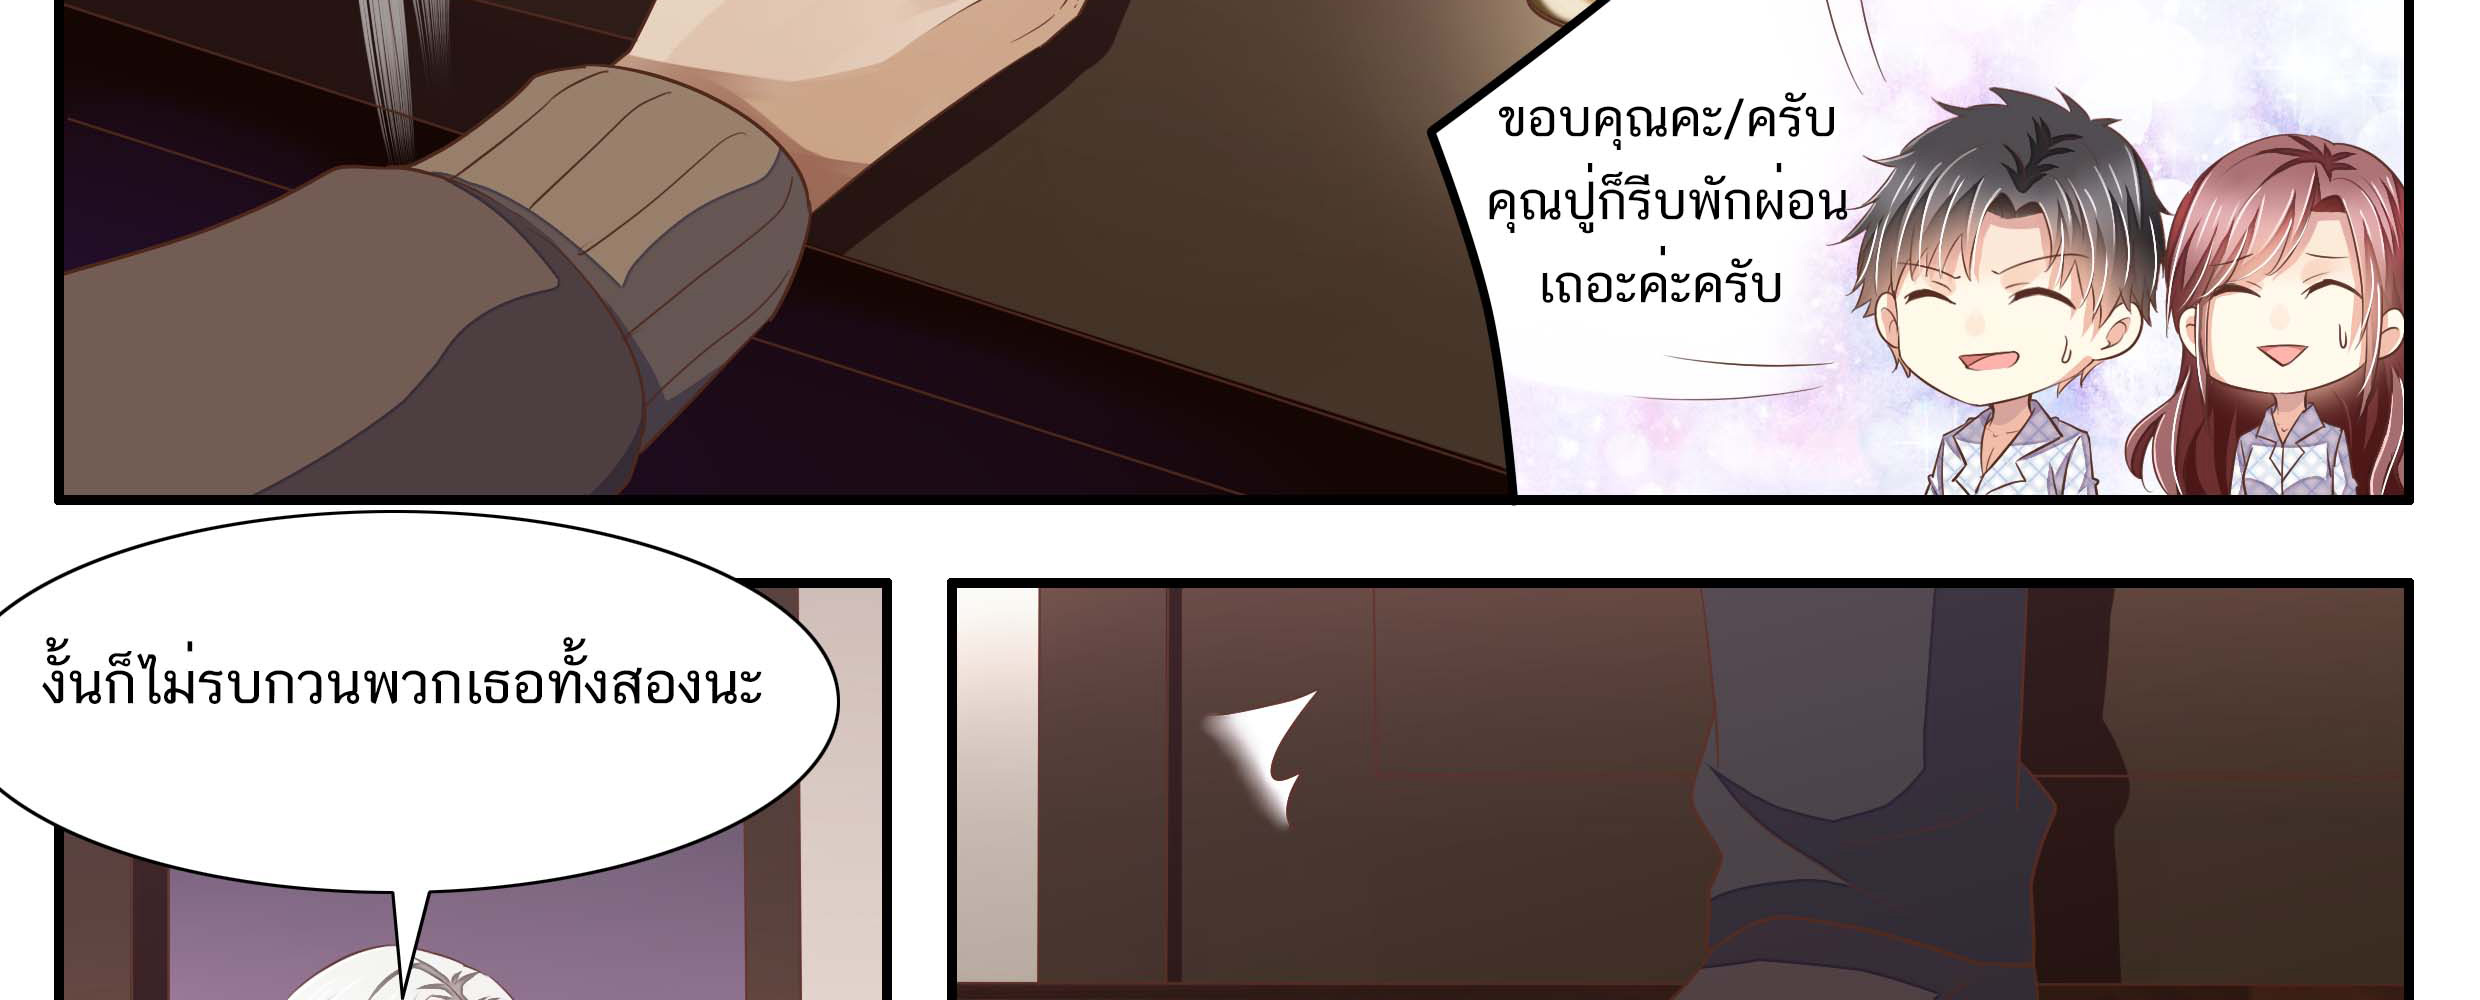 ขอบคุณคะ/ครับ
คุณปู่ก็รีบพักผ่อน
เถอะค่ะครับ
งั้นก็ไม่รบกวนพวกเธอทั้งสองนะ